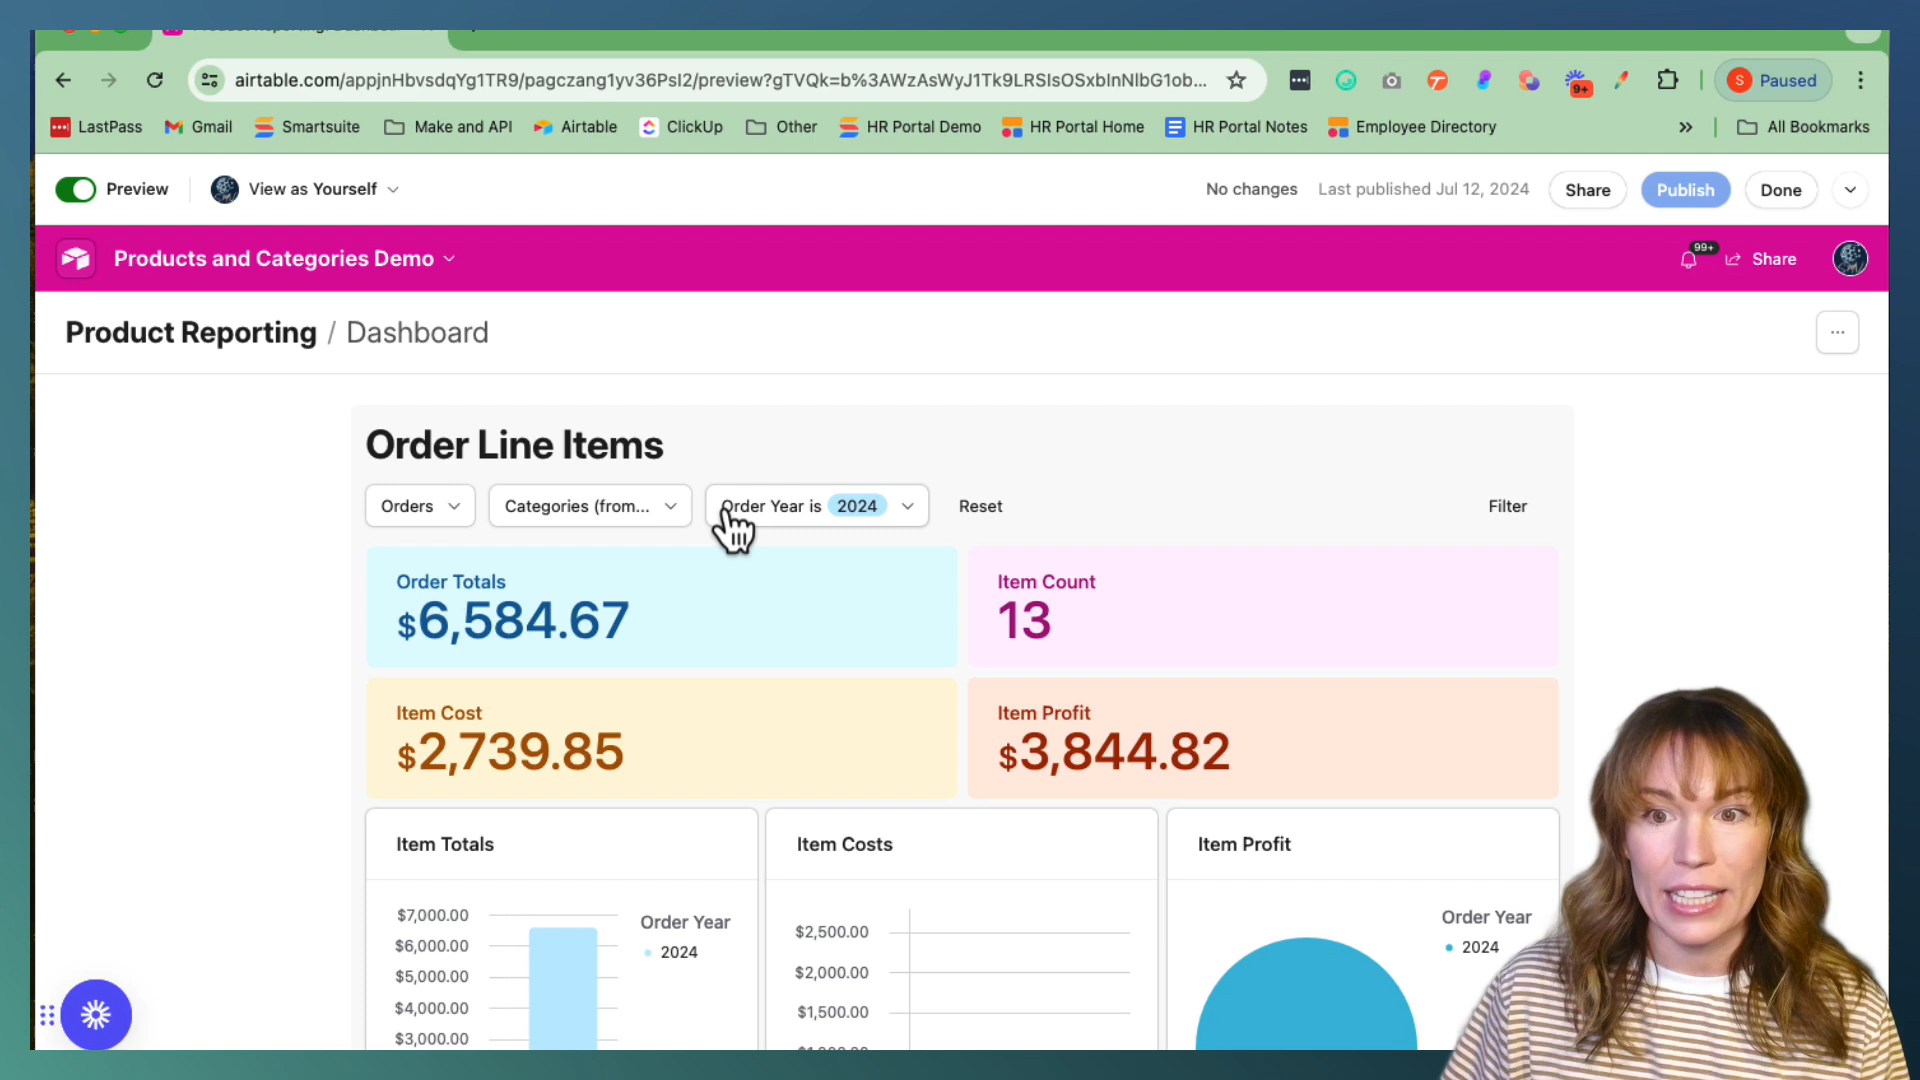 airtable.com/appjnHbvsdqYg1TR9/pagczang1yv36PsI2/preview?gTVQk=b%3AWzAsWyJ1Tk9LRSIsOSxbInNIbG1ob...
9+
S Paused
LastPass Gmail Smartsuite Make and API Airtable ClickUp Other HR Portal Demo HR Portal Home HR Portal Notes Employee Directory » All Bookmarks
Preview View as Yourself No changes Last published Jul 12, 2024 Share Publish Done
Products and Categories Demo 99+ Share
Product Reporting / Dashboard
Order Line Items
Orders Categories (from... Order Year is 2024 Reset Filter
Order Totals
$6,584.67
Item Count
13
Item Cost
$2,739.85
Item Profit
$3,844.82
Item Totals
$7,000.00
$6,000.00
$5,000.00
$4,000.00
$3,000.00
Order Year
2024
Item Costs
$2,500.00
$2,000.00
$1,500.00
Item Profit
Order Year
2024